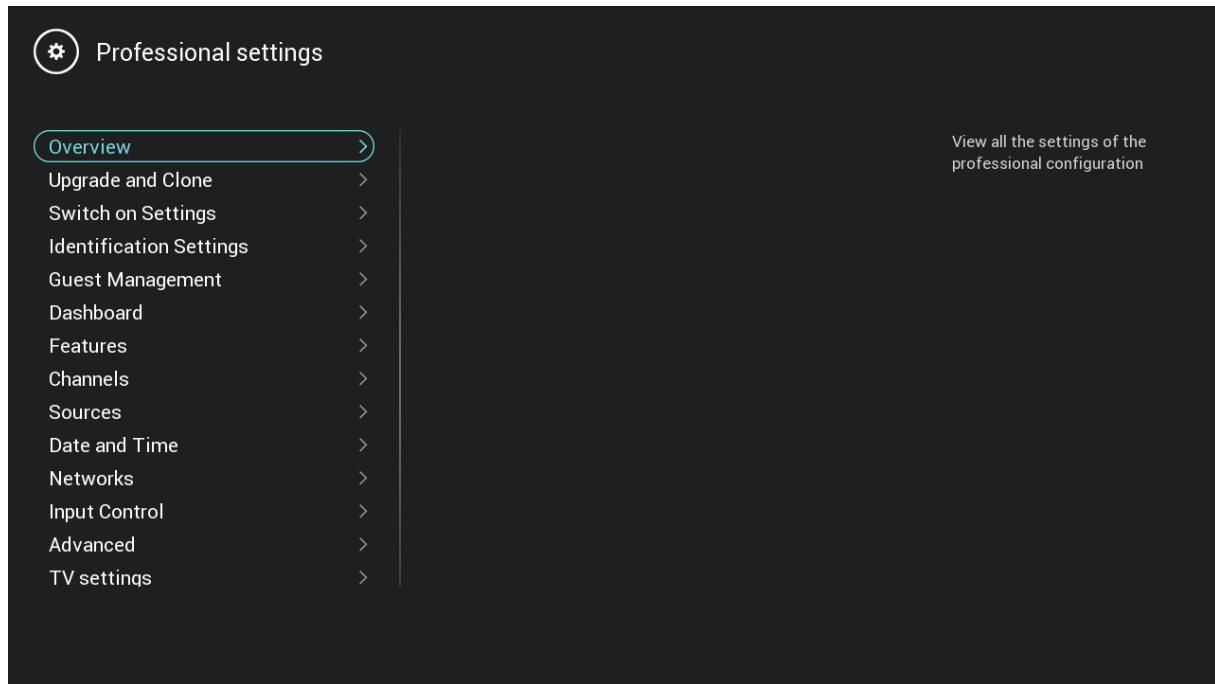 Professional settings
Overview
Upgrade and Clone
Switch on Settings
Identification Settings
Guest Management
Dashboard
Features
Channels
Sources
Date and Time
Networks
Input Control
Advanced
TV settings
View all the settings of the
professional configuration